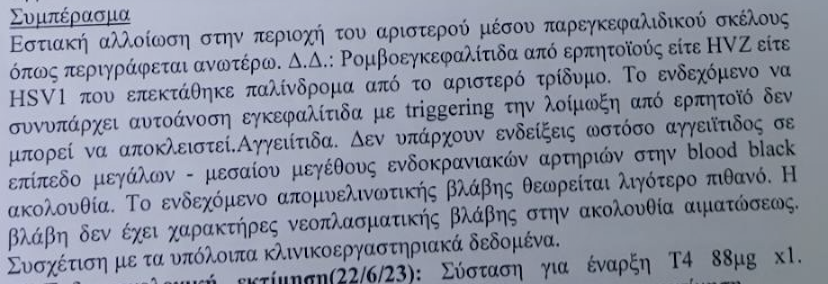 Συμπέρασμα
Εστιακή αλλοίωση στην περιοχή του αριστερού μέσου παρεγκεφαλιδικού σκέλους
όπως περιγράφεται ανωτέρω. Δ.Δ.: Ρομβοεγκεφαλίτιδα από ερπητοϊούς είτε HVZ είτε
HSV1 που επεκτάθηκε παλίνδρομα από το αριστερό τρίδυμο. Το ενδεχόμενο να
συνυπάρχει αυτοάνοση εγκεφαλίτιδα με triggering την λοίμωξη από ερπητοϊό δεν
μπορεί να αποκλειστεί.Αγγειίτιδα. Δεν υπάρχουν ενδείξεις ωστόσο αγγειϊτιδος σε
επίπεδο μεγάλων - μεσαίου μεγέθους ενδοκρανιακών αρτηριών στην blood black
ακολουθία. Το ενδεχόμενο απομυελινωτικής βλάβης θεωρείται λιγότερο πιθανό. Η
βλάβη δεν έχει χαρακτήρες νεοπλασματικής βλάβης στην ακολουθία αιματώσεως.
Συσχέτιση με τα υπόλοιπα κλινικοεργαστηριακά δεδομένα.
εκτίμηση(22/6/23): Σύσταση για έναρξη T4 88μg x1.